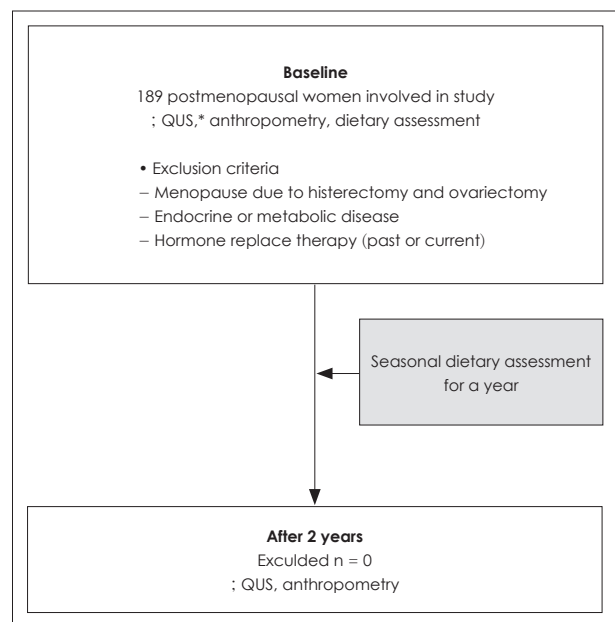 Baseline
189 postmenopausal women involved in study
; QUS,* anthropometry, dietary assessment
• Exclusion criteria
– Menopause due to histerectomy and ovariectomy
– Endocrine or metabolic disease
– Hormone replace therapy (past or current)
Seasonal dietary assessment
for a year
After 2 years
Exculded n = 0
; QUS, anthropometry